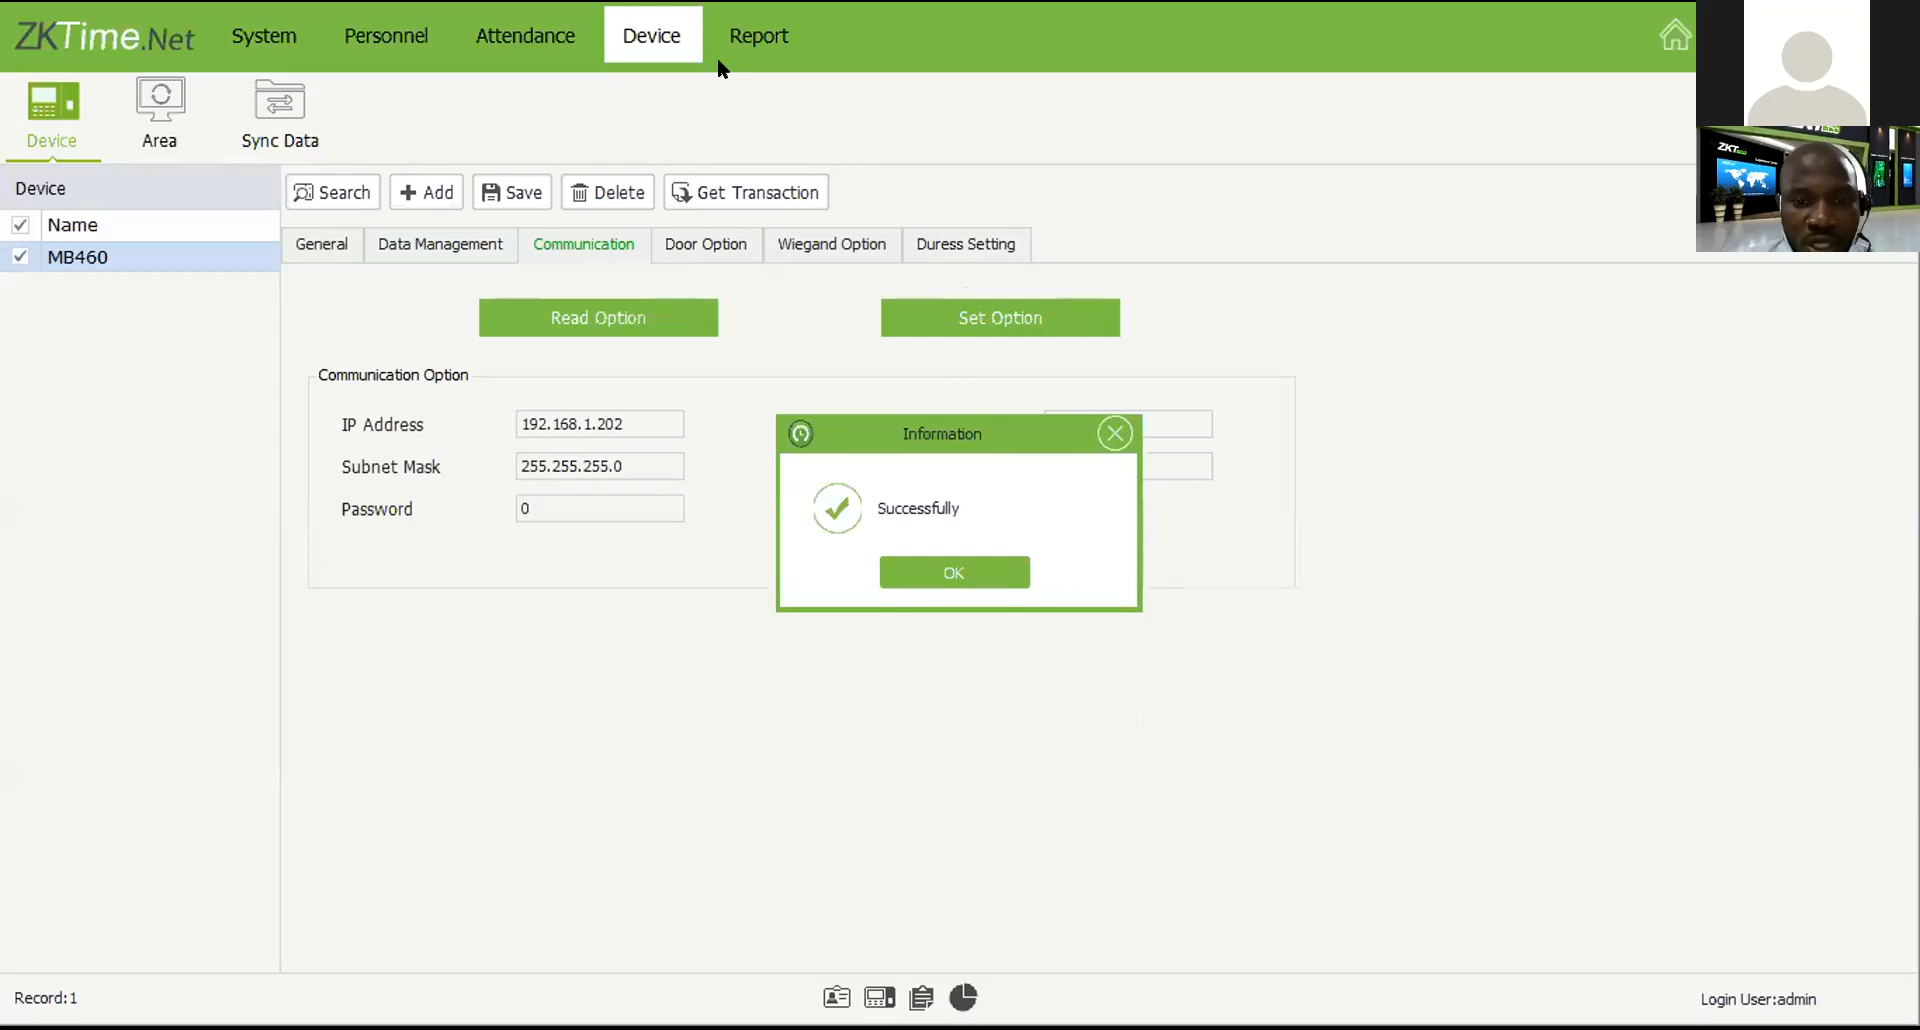 ZKTime.Net
System
Personnel
Attendance
Device
Report
Device
Area
Sync Data
Device
Search
Add
Save
Delete
Get Transaction
Name
MB460
General
Data Management
Communication
Door Option
Wiegand Option
Duress Setting
Read Option
Set Option
Communication Option
IP Address
192.168.1.202
Subnet Mask
255.255.255.0
Password
0
Information
Successfully
OK
Record:1
Login User:admin